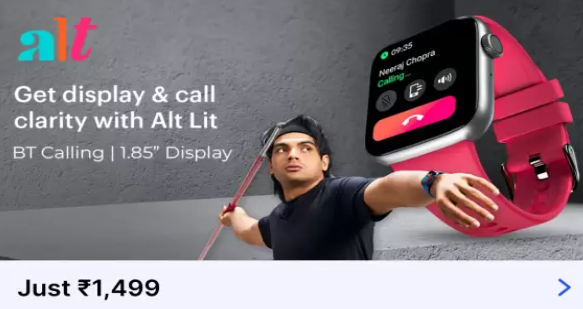 alt
Get display & call
clarity with Alt Lit
BT Calling | 1.85” Display
09:35
Neeraj Chopra
Calling...
Just ₹1,499